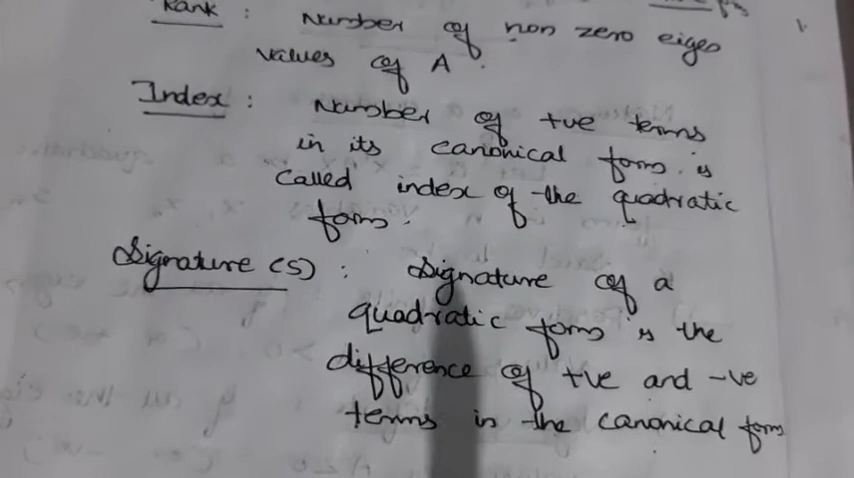 Rank : Number of non zero eigen
values of A.
Index : Number of +ve terms
in its canonical form is
called index of the quadratic
form.
Signature (S) : Signature of a
quadratic form is the
difference of +ve and -ve
terms in the canonical form